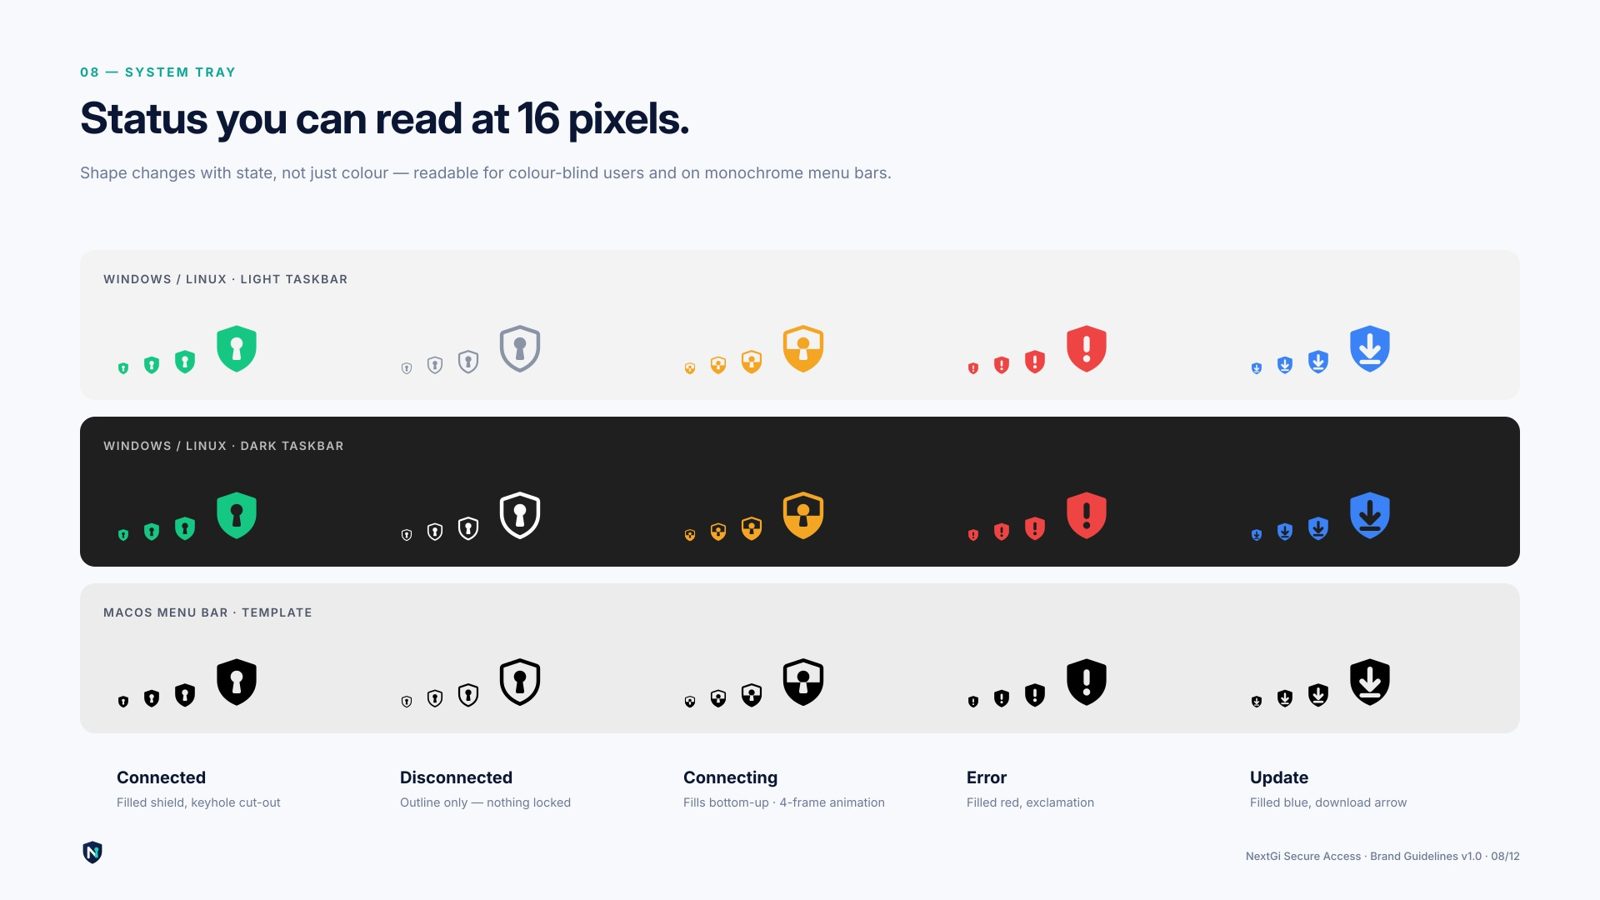 08 — SYSTEM TRAY
Status you can read at 16 pixels.
Shape changes with state, not just colour — readable for colour-blind users and on monochrome menu bars.
WINDOWS / LINUX · LIGHT TASKBAR
WINDOWS / LINUX · DARK TASKBAR
MACOS MENU BAR · TEMPLATE
Connected
Filled shield, keyhole cut-out
Disconnected
Outline only — nothing locked
Connecting
Fills bottom-up · 4-frame animation
Error
Filled red, exclamation
Update
Filled blue, download arrow
N
NextGi Secure Access · Brand Guidelines v1.0 · 08/12